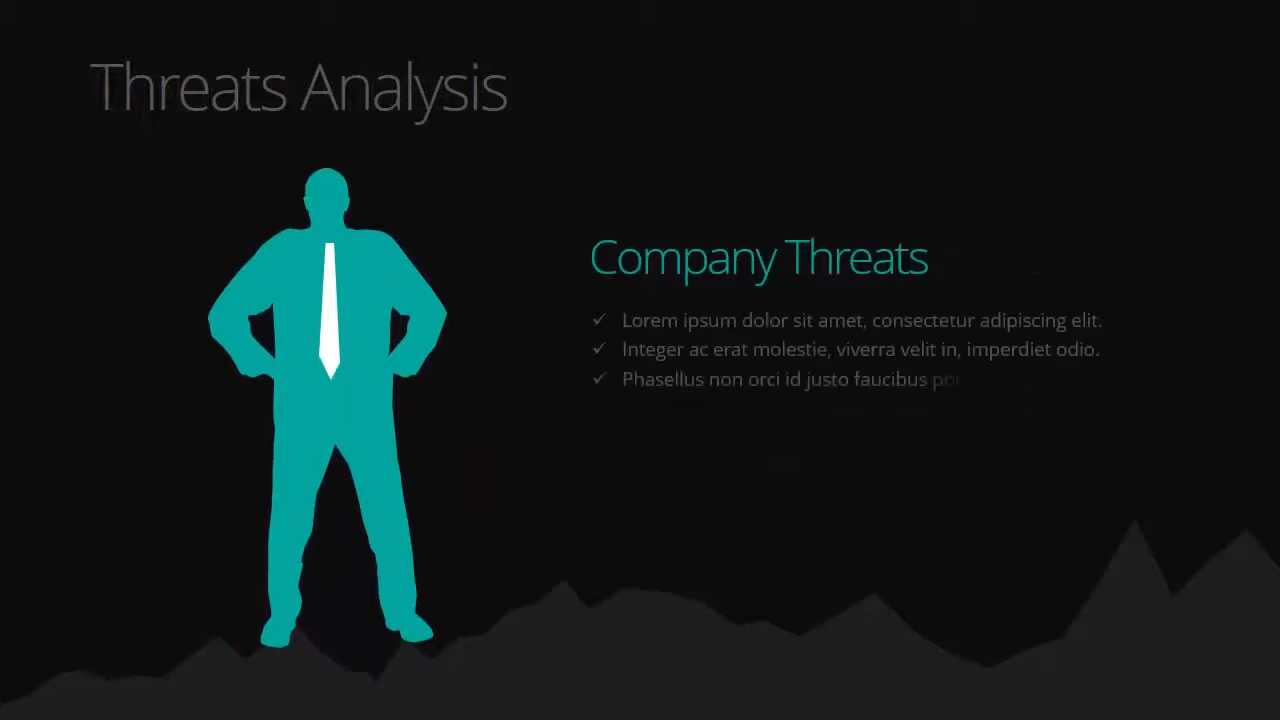 Threats Analysis
Company Threats
✓ Lorem ipsum dolor sit amet, consectetur adipiscing elit.
✓ Integer ac erat molestie, viverra velit in, imperdiet odio.
✓ Phasellus non orci id justo faucibus